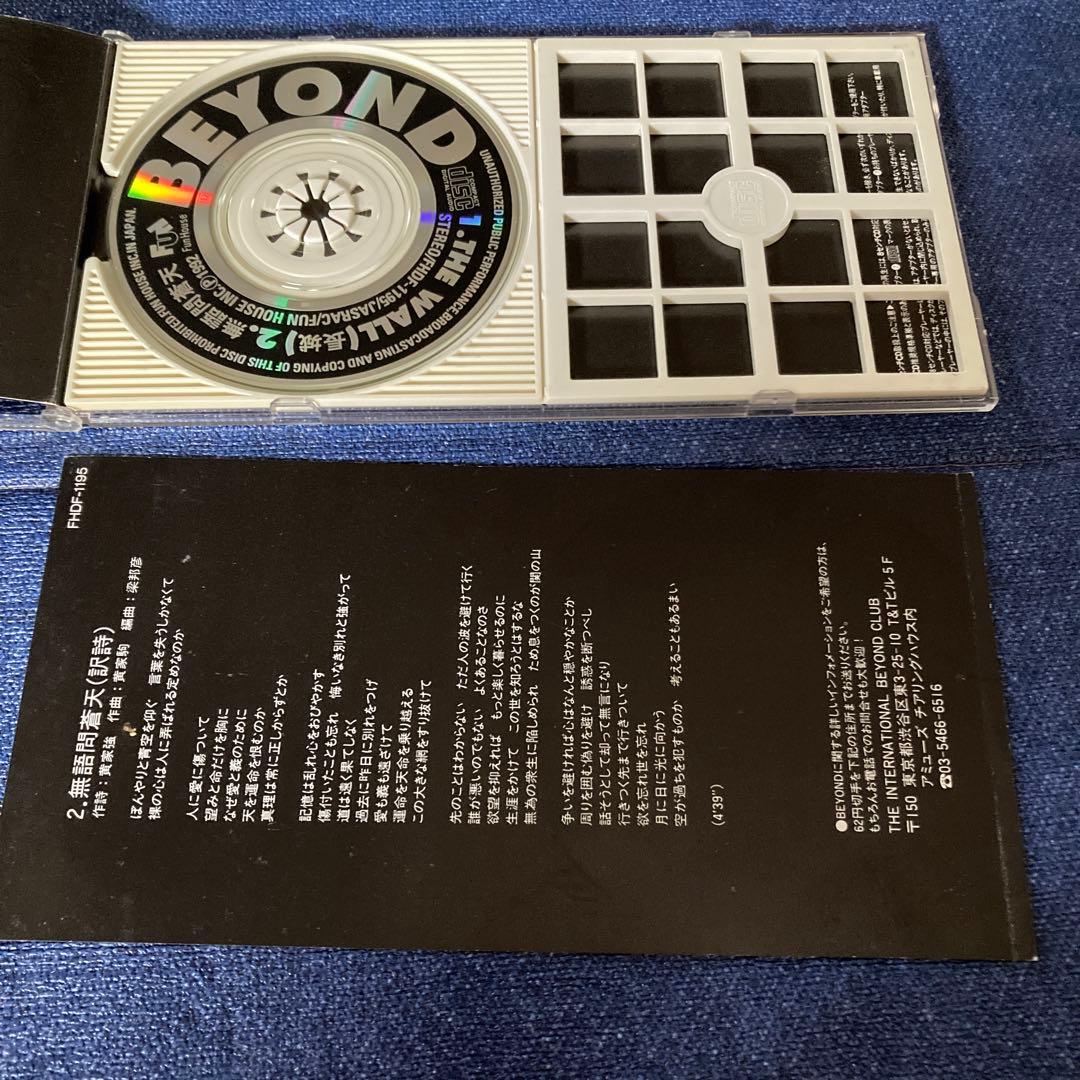 BEYOND
COMPACT disc DIGITAL AUDIO
1.THE WALL(長城) 2.無語問蒼天
STEREO/FHDF-1195/JASRAC/FUN HOUSE INC.Ⓟ1992
Fun House
UNAUTHORIZED PUBLIC PERFORMANCE.BROADCASTING AND COPYING OF THIS DISC PROHIBITED.FUN HOUSE INC.IN JAPAN.
FHDF-1195
2.無語問蒼天(訳詩)
作詩：黄家強 作曲：黄家駒 編曲：梁邦彦
ぼんやりと青空を仰ぐ 言葉を失うしかなくて
裸の心は人に弄ばれる定めなのか
人に愛に傷ついて
望みと命だけを胸に
なぜ愛と義のために
天を運命を恨むのか
真理は常に正しからずとか
記憶は乱れ心をおびやかす
傷付いたことも忘れ 悔いなき別れと強がって
道は遠く果てしなく
過去に昨日に別れをつげ
愛も義も遠ざけて
運命を天命を乗り越える
この大きな網をすり抜けて
先のことはわからない ただ人の波を避けて行く
誰が悪いのでもない よくあることなのさ
欲望を抑えれば もっと楽しく暮らせるのに
生涯をかけて この世を知ろうとはするな
無為の衆生に陥しめられ ため息をつくのが関の山
争いを避ければ心はなんと穏やかなことか
周りを囲む偽りを避け 誘惑を断つべし
話そうとして却って無言になり
行きつく先まで行きついて
欲を忘れ世を忘れ
月に日に光に向かう
空が過ちを犯すものか 考えることもあるまい
(4'39")
●BEYONDに関する詳しいインフォメーションをご希望の方は、
62円切手を下記の住所までお送りください。
もちろんお電話でのお問合せも大歓迎！
THE INTERNATIONAL BEYOND CLUB
〒150 東京都渋谷区東3-25-10 T&Tビル 5F
アミューズ チアリングハウス内
☎03-5466-6516